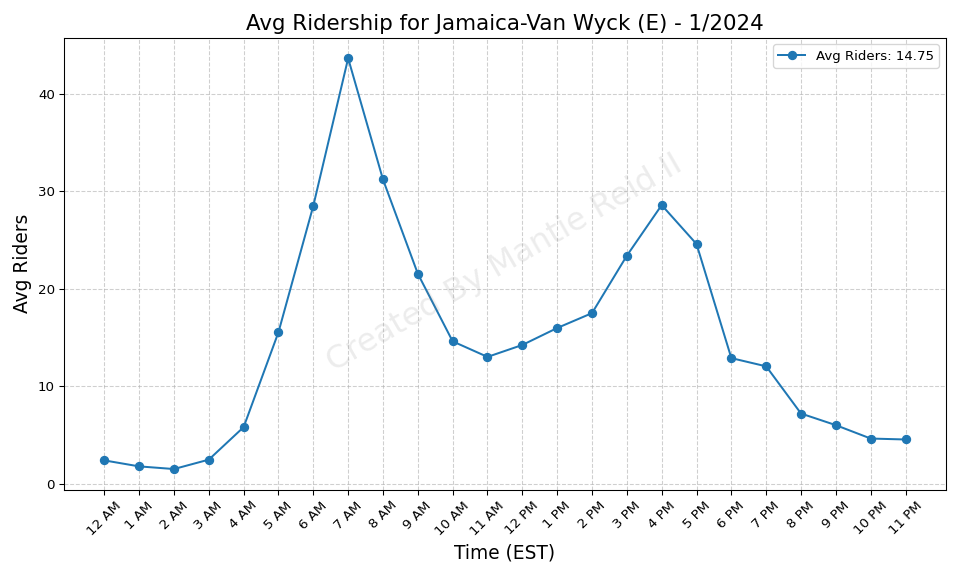 Avg Ridership for Jamaica-Van Wyck (E) - 1/2024
Avg Riders: 14.75
Avg Riders
40
30
20
10
0
Created By Mantle Reid II
12 AM
1 AM
2 AM
3 AM
4 AM
5 AM
6 AM
7 AM
8 AM
9 AM
10 AM
11 AM
12 PM
1 PM
2 PM
3 PM
4 PM
5 PM
6 PM
7 PM
8 PM
9 PM
10 PM
11 PM
Time (EST)